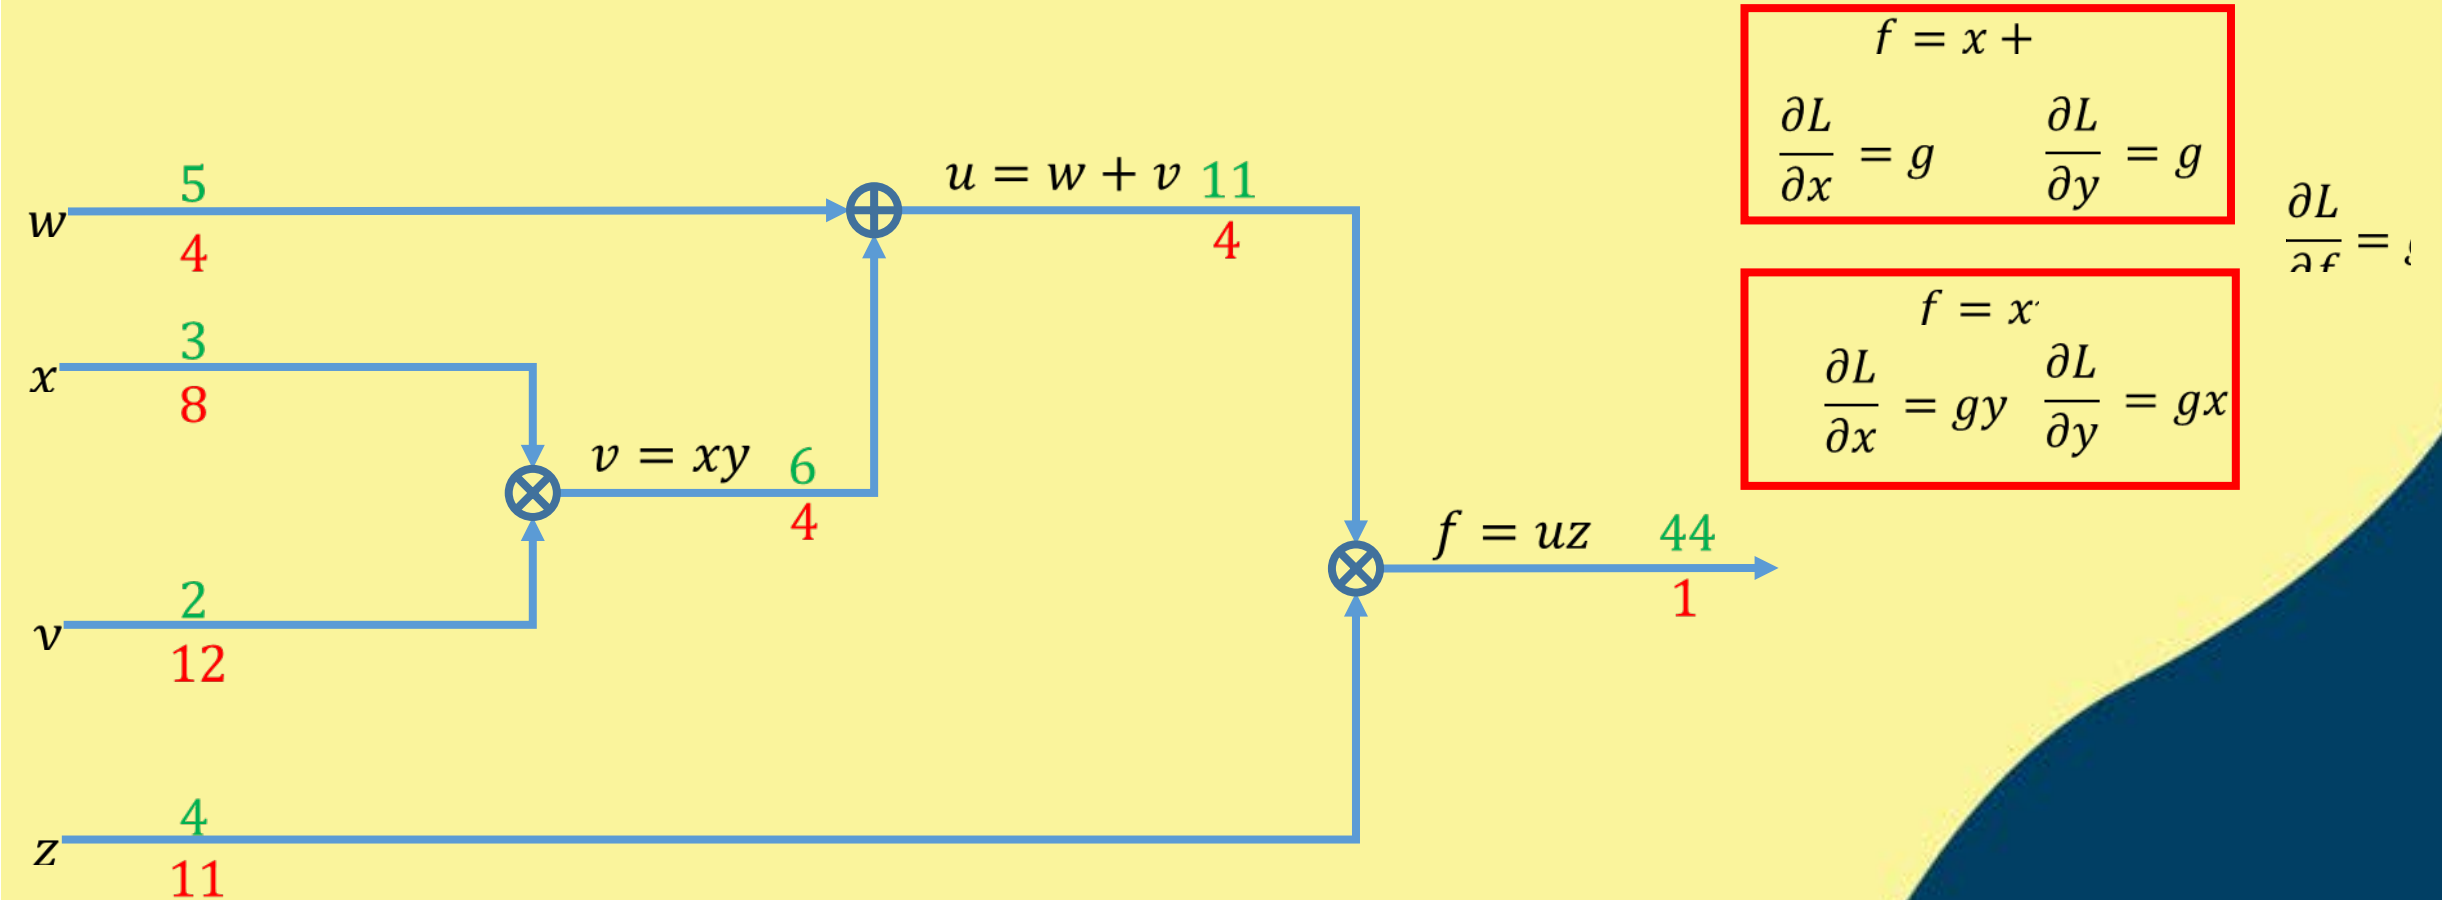 f = x +
∂L/∂x = g ∂L/∂y = g
∂L/∂f =
f = x
∂L/∂x = gy ∂L/∂y = gx
w 5 4
u = w + v 11 4
x 3 8
v = xy 6 4
f = uz 44 1
2 12
z 4 11